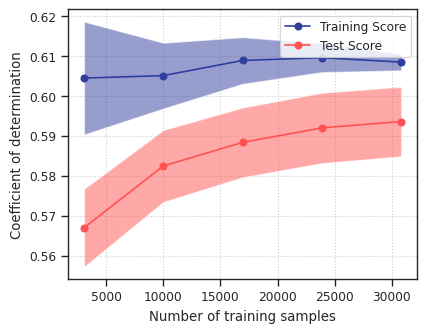 0.62
0.61
0.60
0.59
0.58
0.57
0.56
Coefficient of determination
Training Score
Test Score
5000 10000 15000 20000 25000 30000
Number of training samples